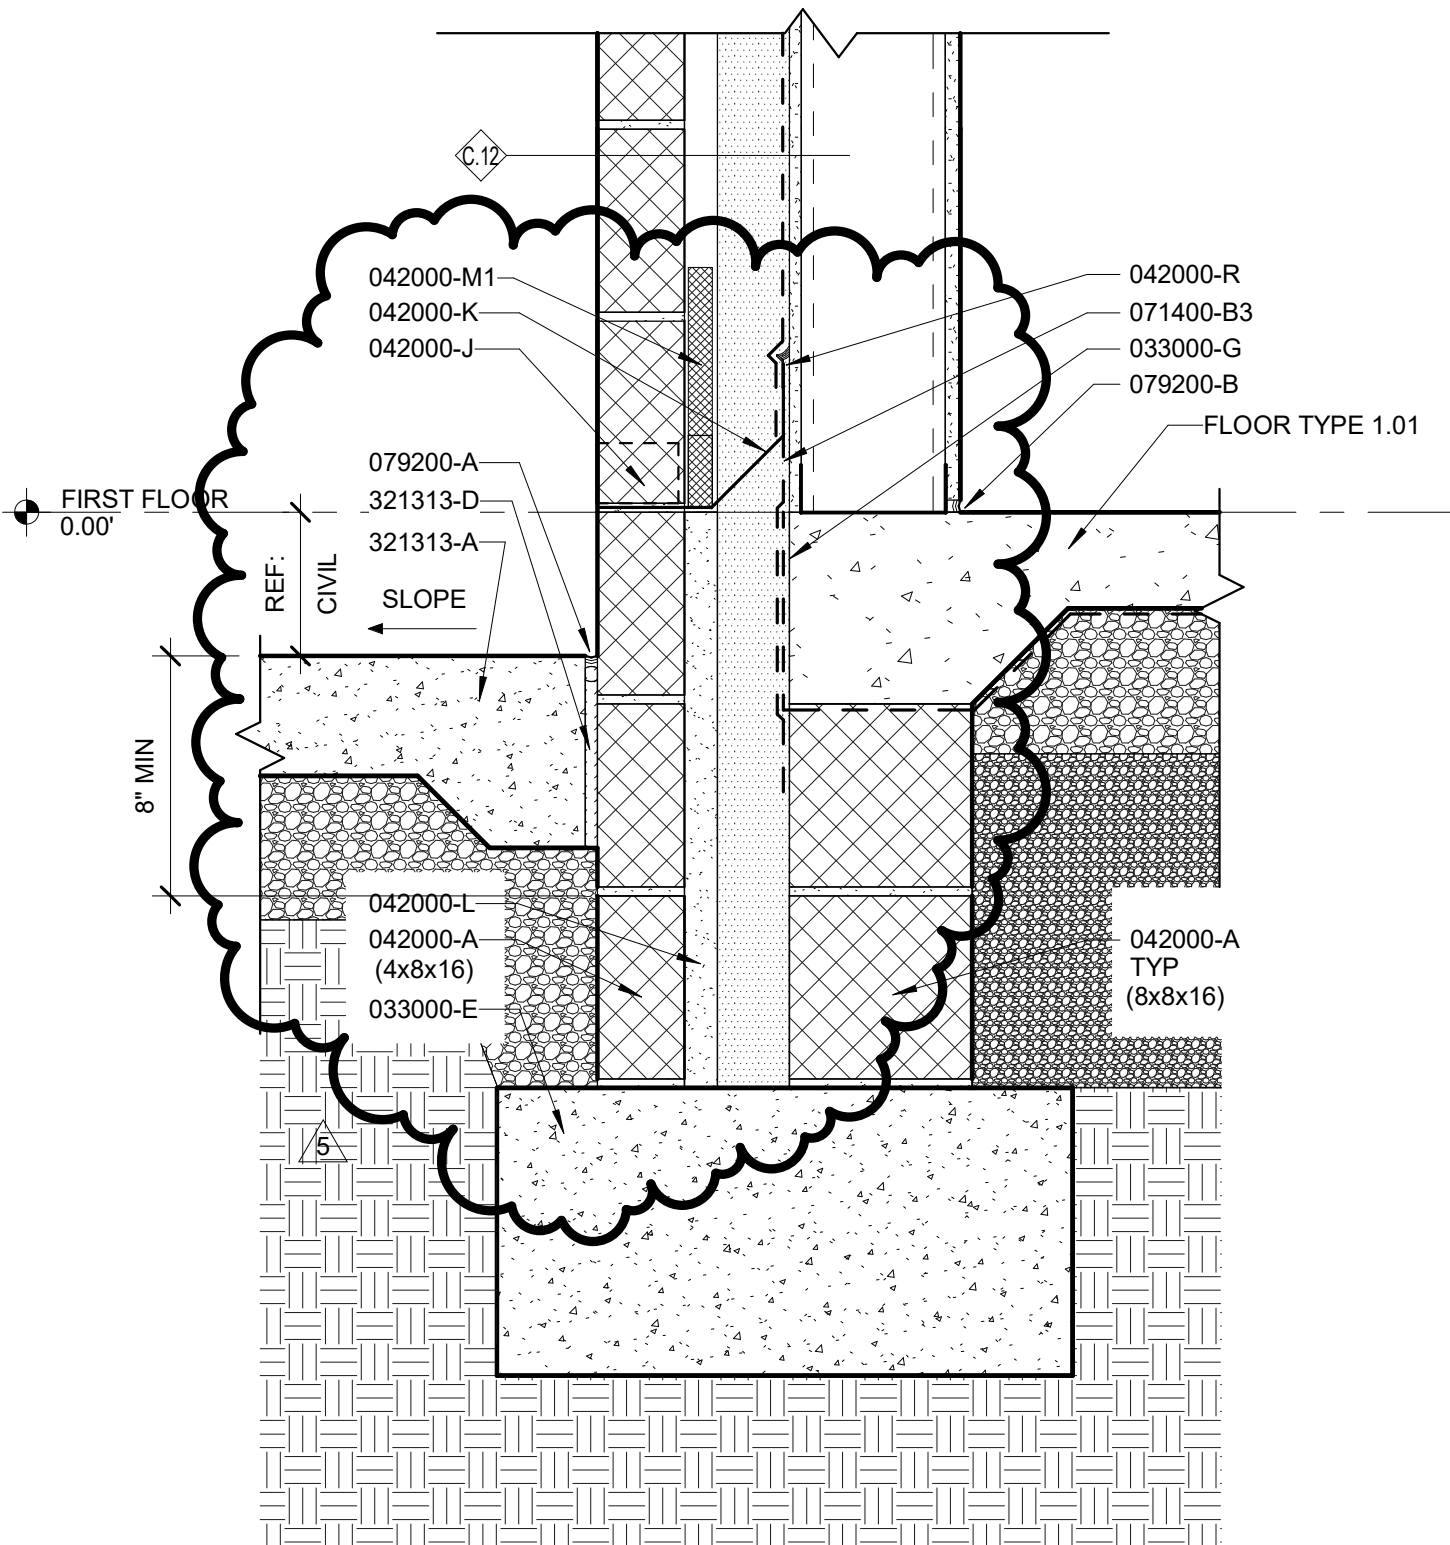 C.12
042000-M1
042000-K
042000-J
042000-R
071400-B3
033000-G
079200-B
FLOOR TYPE 1.01
079200-A
321313-D
321313-A
FIRST FLOOR
0.00'
REF:
CIVIL
SLOPE
8" MIN
042000-L
042000-A
(4x8x16)
033000-E
042000-A
TYP
(8x8x16)
5